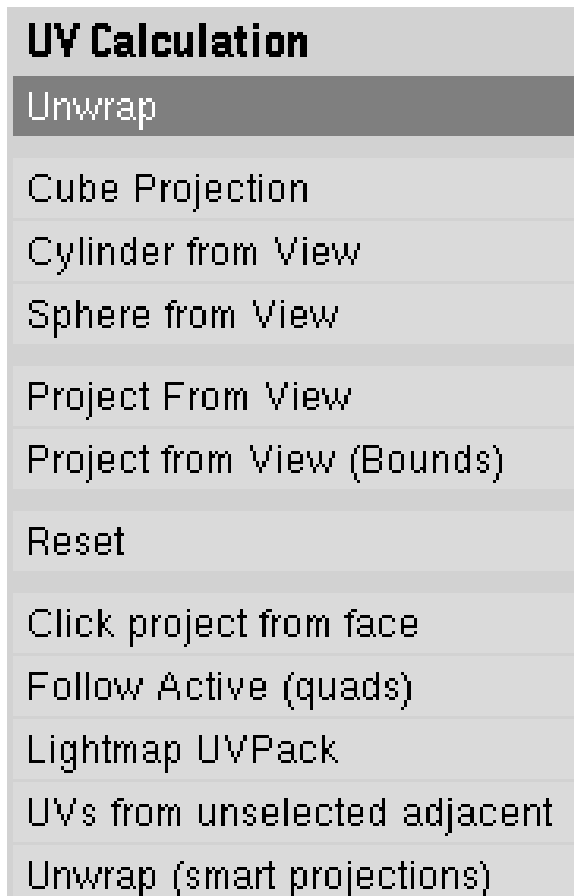 UV Calculation
Unwrap
Cube Projection
Cylinder from View
Sphere from View
Project From View
Project from View (Bounds)
Reset
Click project from face
Follow Active (quads)
Lightmap UVPack
UVs from unselected adjacent
Unwrap (smart projections)